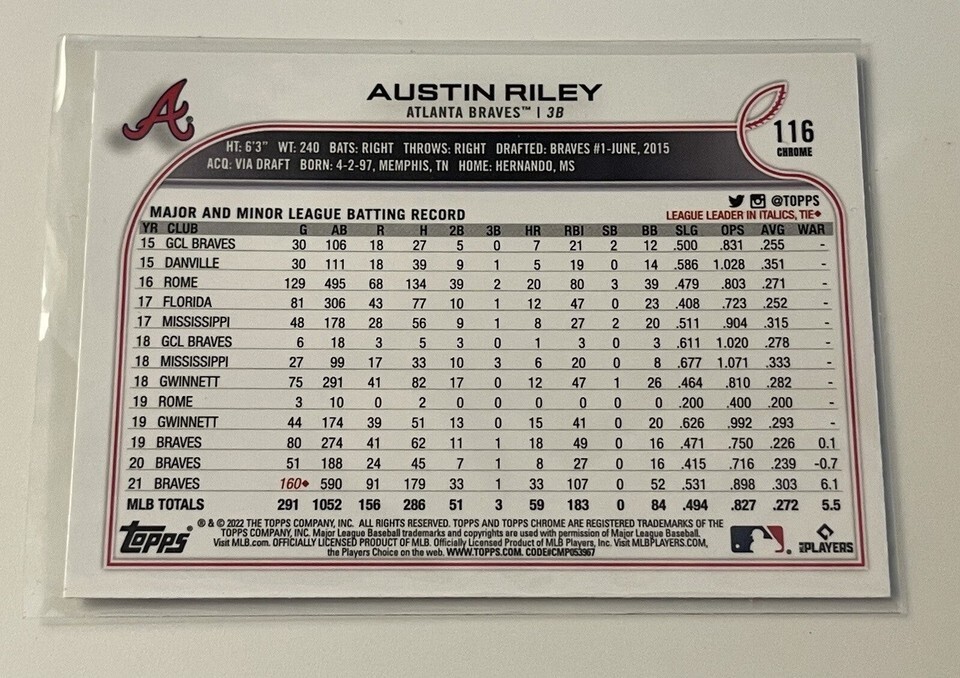 A
AUSTIN RILEY
ATLANTA BRAVES™ | 3B
116
CHROME
HT: 6'3" WT: 240 BATS: RIGHT THROWS: RIGHT DRAFTED: BRAVES #1-JUNE, 2015
ACQ: VIA DRAFT BORN: 4-2-97, MEMPHIS, TN HOME: HERNANDO, MS
@TOPPS
MAJOR AND MINOR LEAGUE BATTING RECORD
LEAGUE LEADER IN ITALICS, TIE◆
YR CLUB G AB R H 2B 3B HR RBI SB BB SLG OPS AVG WAR
15 GCL BRAVES 30 106 18 27 5 0 7 21 2 12 .500 .831 .255 -
15 DANVILLE 30 111 18 39 9 1 5 19 0 14 .586 1.028 .351 -
16 ROME 129 495 68 134 39 2 20 80 3 39 .479 .803 .271 -
17 FLORIDA 81 306 43 77 10 1 12 47 0 23 .408 .723 .252 -
17 MISSISSIPPI 48 178 28 56 9 1 8 27 2 20 .511 .904 .315 -
18 GCL BRAVES 6 18 3 5 3 0 1 3 0 3 .611 1.020 .278 -
18 MISSISSIPPI 27 99 17 33 10 3 6 20 0 8 .677 1.071 .333 -
18 GWINNETT 75 291 41 82 17 0 12 47 1 26 .464 .810 .282 -
19 ROME 3 10 0 2 0 0 0 0 0 0 .200 .400 .200 -
19 GWINNETT 44 174 39 51 13 0 15 41 0 20 .626 .992 .293 -
19 BRAVES 80 274 41 62 11 1 18 49 0 16 .471 .750 .226 0.1
20 BRAVES 51 188 24 45 7 1 8 27 0 16 .415 .716 .239 -0.7
21 BRAVES 160◆ 590 91 179 33 1 33 107 0 52 .531 .898 .303 6.1
MLB TOTALS 291 1052 156 286 51 3 59 183 0 84 .494 .827 .272 5.5
Topps
® & © 2022 THE TOPPS COMPANY, INC. ALL RIGHTS RESERVED. TOPPS AND TOPPS CHROME ARE REGISTERED TRADEMARKS OF THE
TOPPS COMPANY, INC. Major League Baseball trademarks and copyrights are used with permission of Major League Baseball.
Visit MLB.com. OFFICIALLY LICENSED PRODUCT OF MLB. Officially Licensed Product of MLB Players, Inc. Visit MLBPLAYERS.COM,
the Players Choice on the web. WWW.TOPPS.COM. CODE#CMP053967
MLB PLAYERS